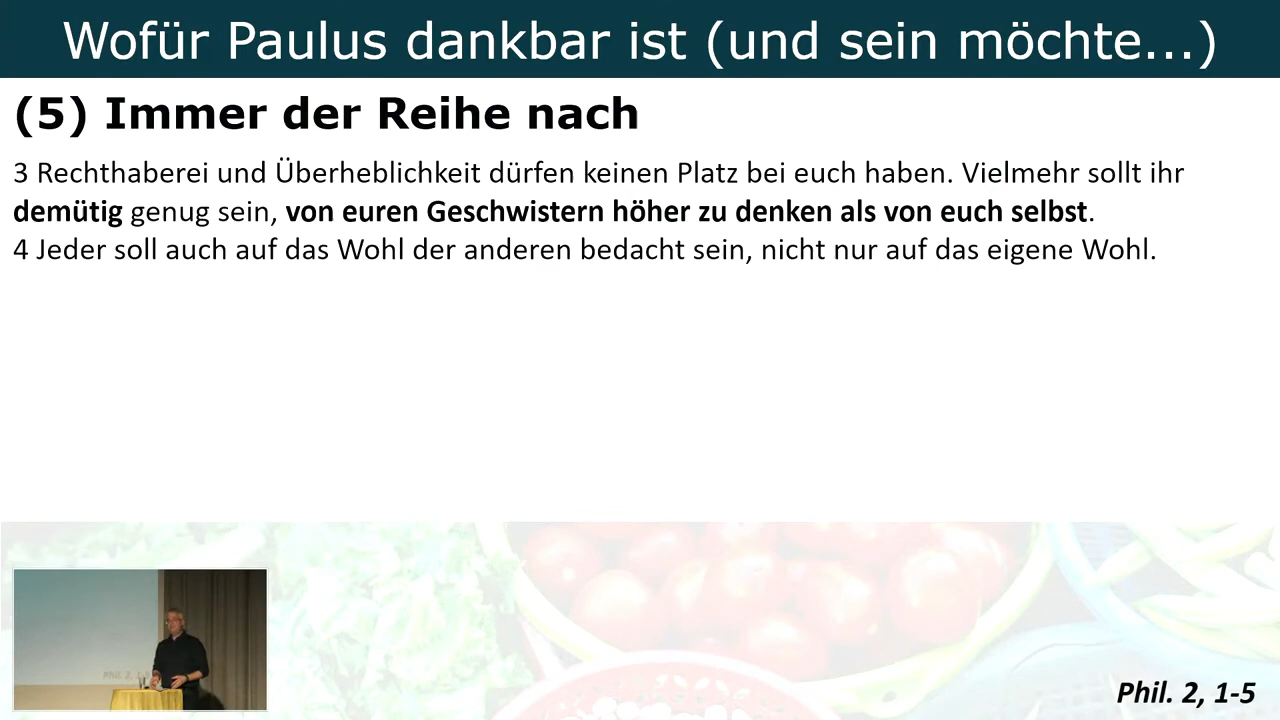 Wofür Paulus dankbar ist (und sein möchte...)
(5) Immer der Reihe nach
3 Rechthaberei und Überheblichkeit dürfen keinen Platz bei euch haben. Vielmehr sollt ihr
demütig genug sein, von euren Geschwistern höher zu denken als von euch selbst.
4 Jeder soll auch auf das Wohl der anderen bedacht sein, nicht nur auf das eigene Wohl.
Phil. 2, 1-5